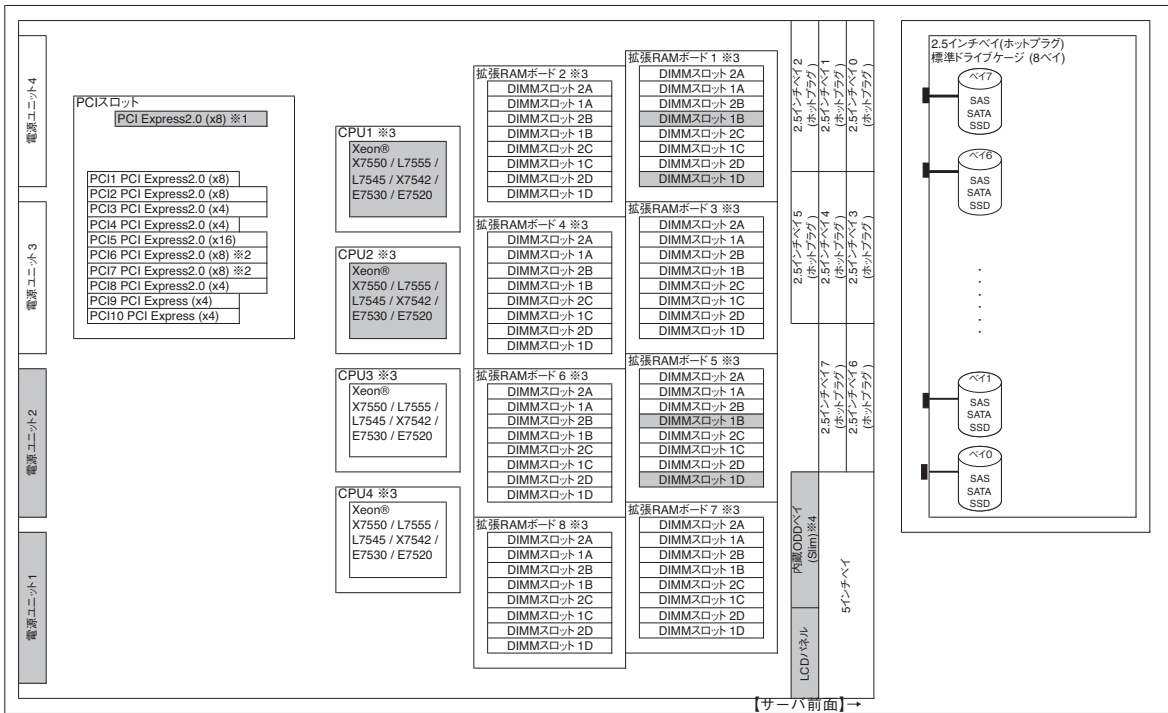 電源ユニット4
電源ユニット3
電源ユニット2
電源ユニット1
PCIスロット
PCI Express2.0 (x8) ※1
PCI1 PCI Express2.0 (x8)
PCI2 PCI Express2.0 (x8)
PCI3 PCI Express2.0 (x4)
PCI4 PCI Express2.0 (x4)
PCI5 PCI Express2.0 (x16)
PCI6 PCI Express2.0 (x8) ※2
PCI7 PCI Express2.0 (x8) ※2
PCI8 PCI Express2.0 (x4)
PCI9 PCI Express (x4)
PCI10 PCI Express (x4)
CPU1 ※3
Xeon®
X7550 / L7555 /
L7545 / X7542 /
E7530 / E7520
CPU2 ※3
Xeon®
X7550 / L7555 /
L7545 / X7542 /
E7530 / E7520
CPU3 ※3
Xeon®
X7550 / L7555 /
L7545 / X7542 /
E7530 / E7520
CPU4 ※3
Xeon®
X7550 / L7555 /
L7545 / X7542 /
E7530 / E7520
拡張RAMボード 2 ※3
DIMMスロット 2A
DIMMスロット 1A
DIMMスロット 2B
DIMMスロット 1B
DIMMスロット 2C
DIMMスロット 1C
DIMMスロット 2D
DIMMスロット 1D
拡張RAMボード 4 ※3
DIMMスロット 2A
DIMMスロット 1A
DIMMスロット 2B
DIMMスロット 1B
DIMMスロット 2C
DIMMスロット 1C
DIMMスロット 2D
DIMMスロット 1D
拡張RAMボード 6 ※3
DIMMスロット 2A
DIMMスロット 1A
DIMMスロット 2B
DIMMスロット 1B
DIMMスロット 2C
DIMMスロット 1C
DIMMスロット 2D
DIMMスロット 1D
拡張RAMボード 8 ※3
DIMMスロット 2A
DIMMスロット 1A
DIMMスロット 2B
DIMMスロット 1B
DIMMスロット 2C
DIMMスロット 1C
DIMMスロット 2D
DIMMスロット 1D
拡張RAMボード 1 ※3
DIMMスロット 2A
DIMMスロット 1A
DIMMスロット 2B
DIMMスロット 1B
DIMMスロット 2C
DIMMスロット 1C
DIMMスロット 2D
DIMMスロット 1D
拡張RAMボード 3 ※3
DIMMスロット 2A
DIMMスロット 1A
DIMMスロット 2B
DIMMスロット 1B
DIMMスロット 2C
DIMMスロット 1C
DIMMスロット 2D
DIMMスロット 1D
拡張RAMボード 5 ※3
DIMMスロット 2A
DIMMスロット 1A
DIMMスロット 2B
DIMMスロット 1B
DIMMスロット 2C
DIMMスロット 1C
DIMMスロット 2D
DIMMスロット 1D
拡張RAMボード 7 ※3
DIMMスロット 2A
DIMMスロット 1A
DIMMスロット 2B
DIMMスロット 1B
DIMMスロット 2C
DIMMスロット 1C
DIMMスロット 2D
DIMMスロット 1D
2.5インチベイ2
(ホットプラグ)
2.5インチベイ1
(ホットプラグ)
2.5インチベイ0
(ホットプラグ)
2.5インチベイ5
(ホットプラグ)
2.5インチベイ4
(ホットプラグ)
2.5インチベイ3
(ホットプラグ)
2.5インチベイ7
(ホットプラグ)
2.5インチベイ6
(ホットプラグ)
内蔵ODDベイ
(Slim)※4
5インチベイ
LCDパネル
【サーバ前面】→
2.5インチベイ(ホットプラグ)
標準ドライブケージ (8ベイ)
ベイ7
SAS
SATA
SSD
ベイ6
SAS
SATA
SSD
ベイ1
SAS
SATA
SSD
ベイ0
SAS
SATA
SSD